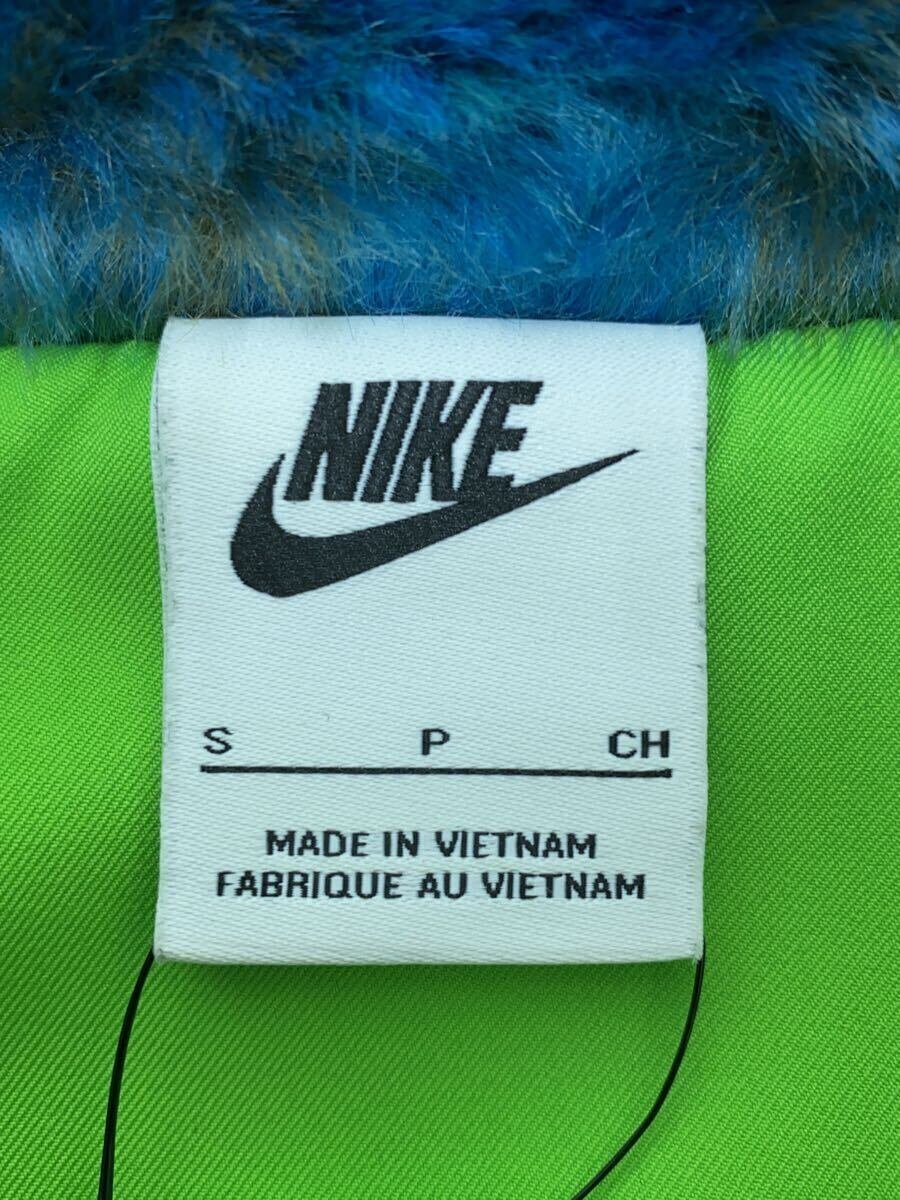 NIKE
S P CH
MADE IN VIETNAM
FABRIQUE AU VIETNAM